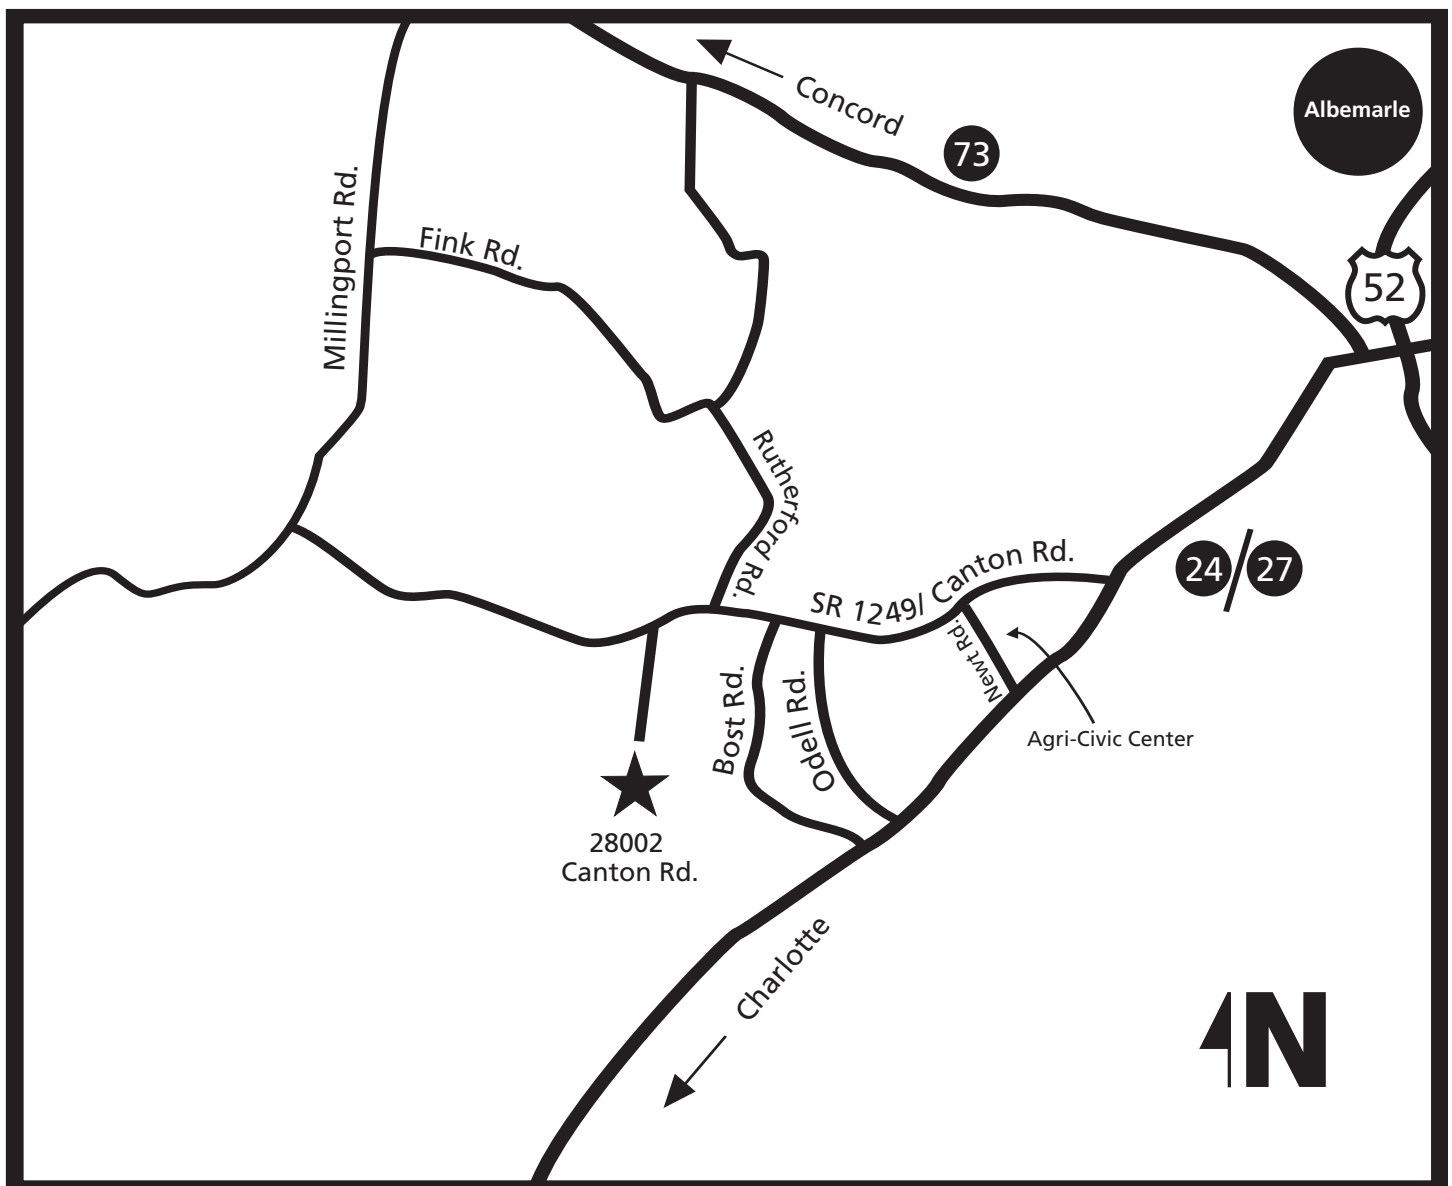 Albemarle
Concord
73
Millingport Rd.
Fink Rd.
52
Rutherford Rd.
SR 1249/ Canton Rd.
24/27
Newt Rd.
Bost Rd.
Odell Rd.
Agri-Civic Center
28002
Canton Rd.
Charlotte
N